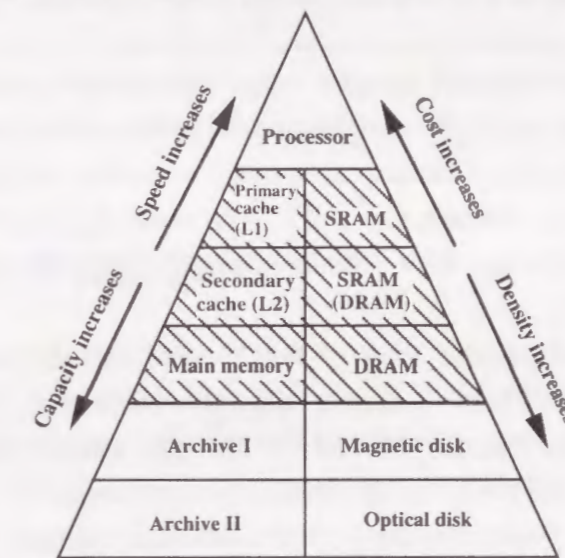 Speed increases
Cost increases
Capacity increases
Density increases
Processor
Primary
cache
(L1)
SRAM
Secondary
cache (L2)
SRAM
(DRAM)
Main memory
DRAM
Archive I
Magnetic disk
Archive II
Optical disk